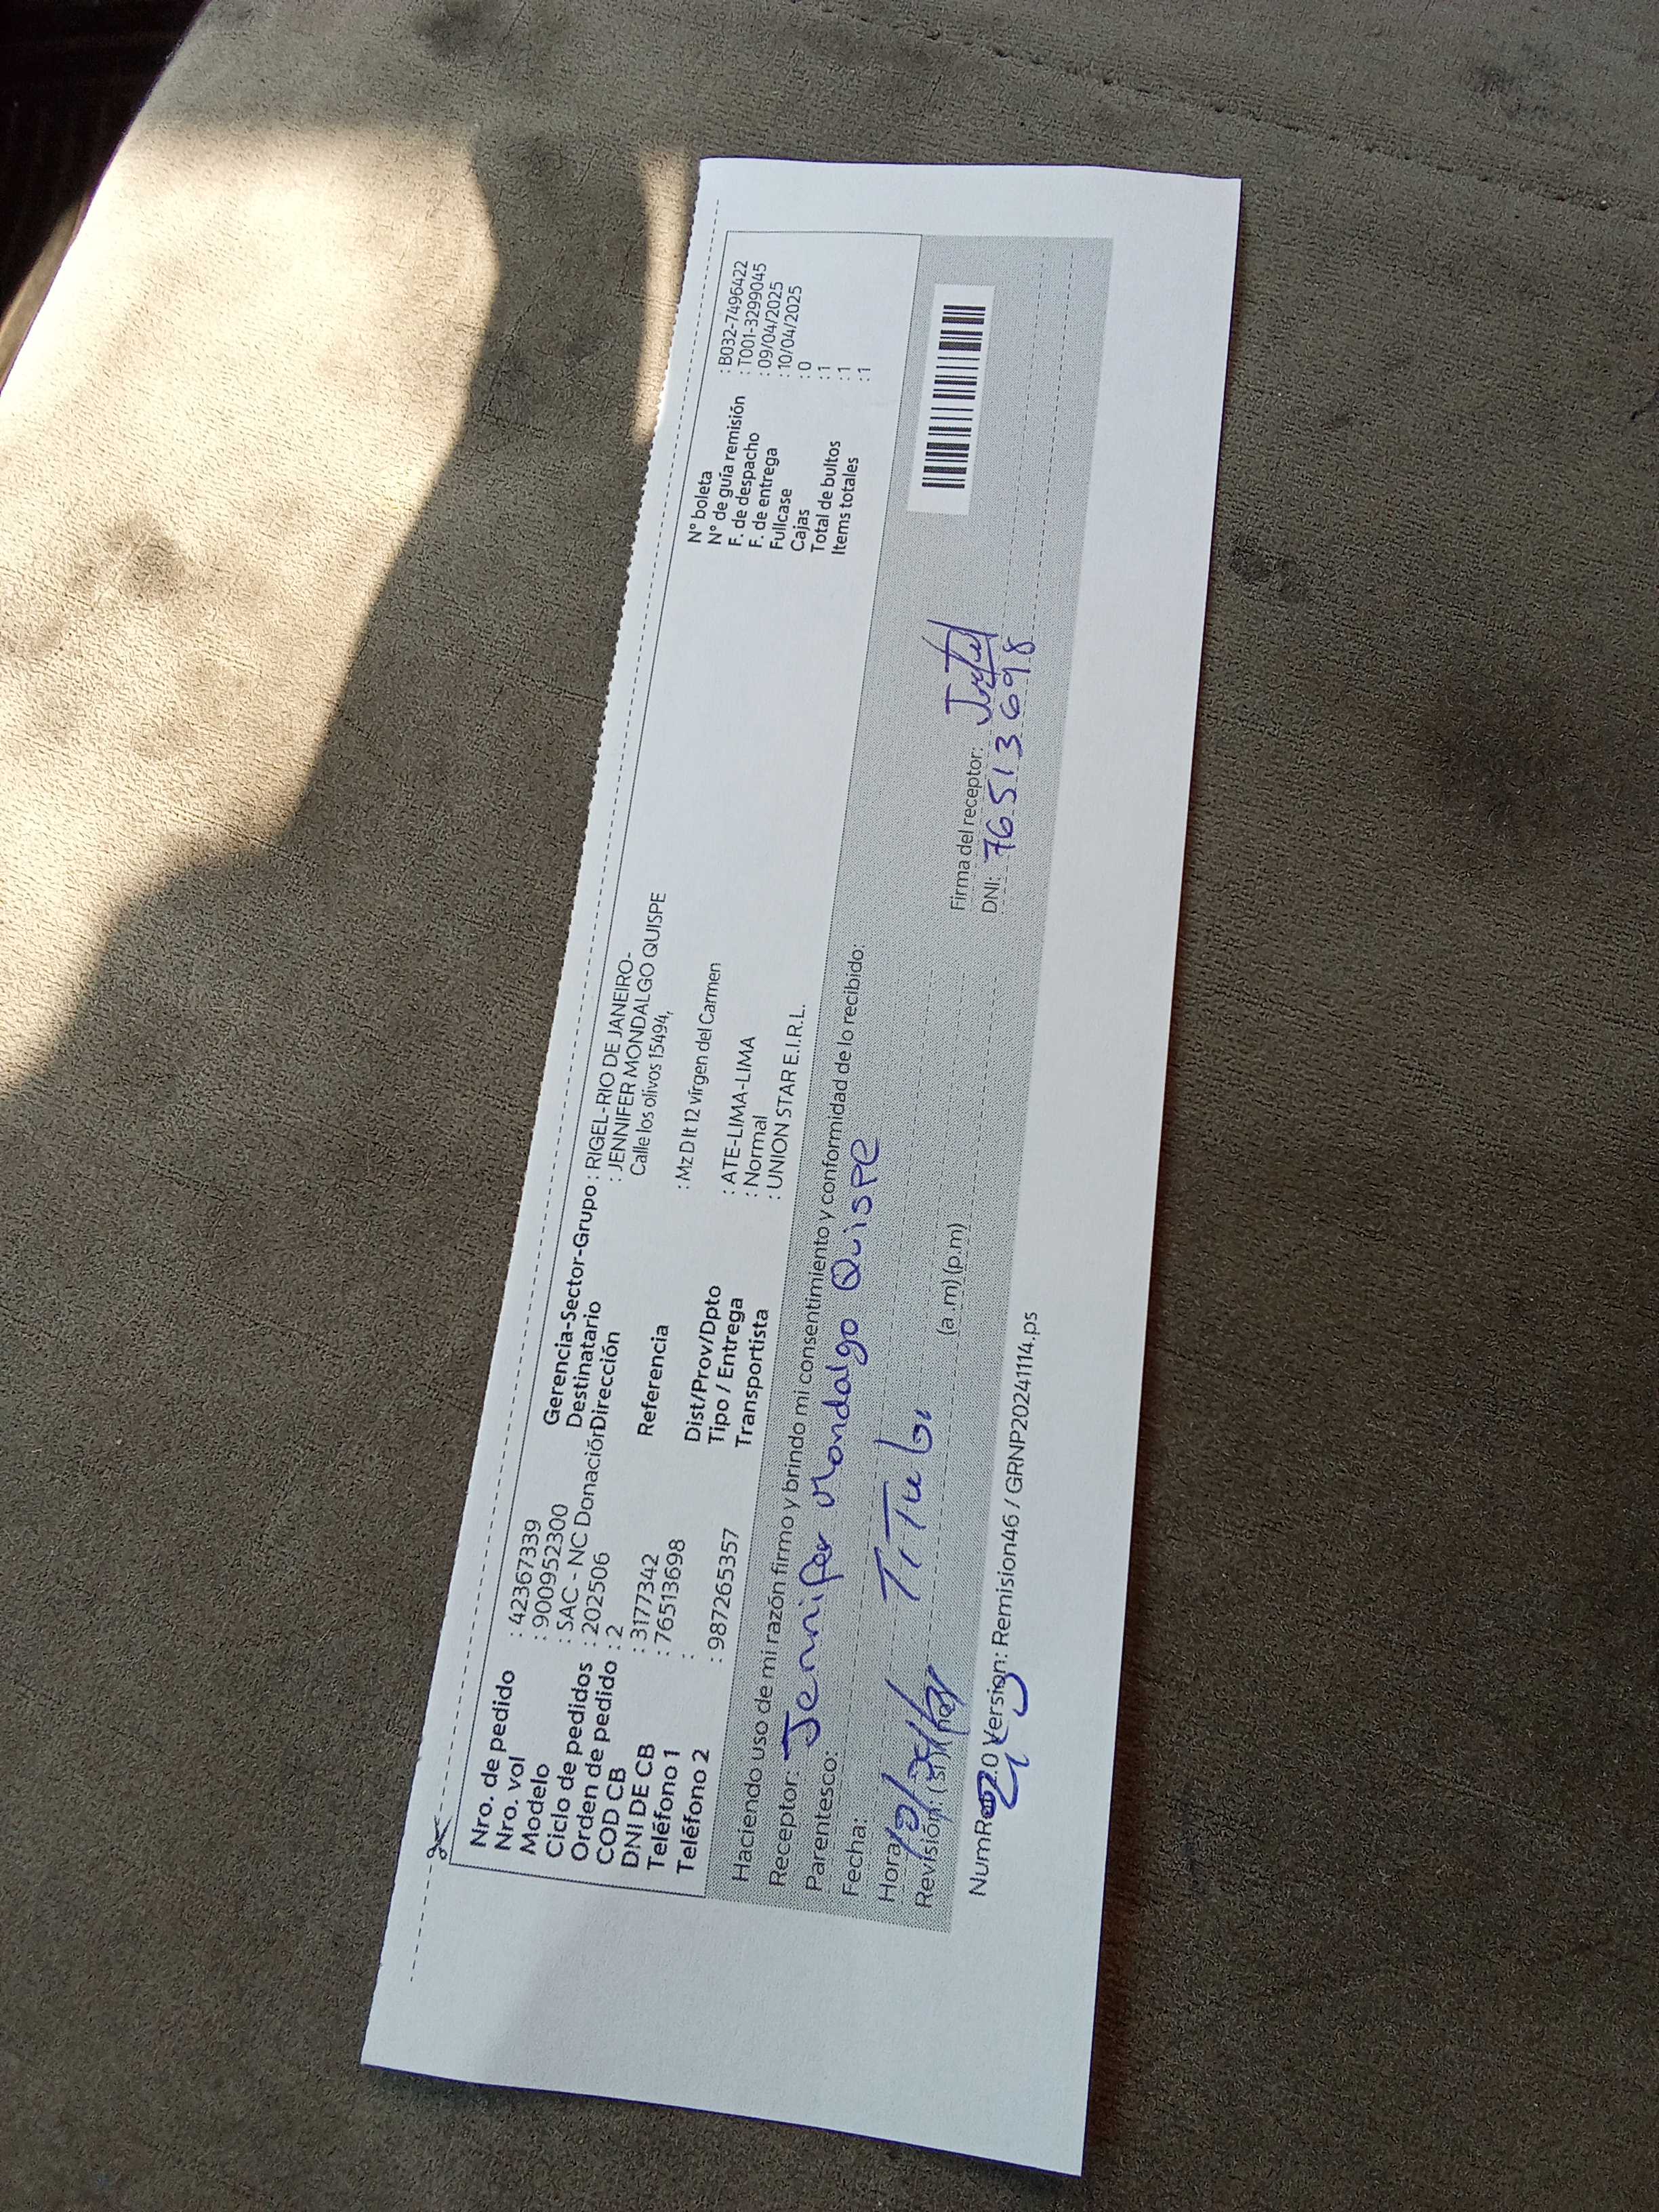 Nro. de pedido : 42367339
Nro. val : 900952300
Modelo : SAC - NC Donación
Ciclo de pedidos : 202506
Orden de pedido : 2
COD CB : 3177342
DNI DE CB : 76513698
Teléfono 1 :
Teléfono 2 : 987265357
Gerencia-Sector-Grupo : RIGEL-RIO DE JANEIRO-
Destinatario : JENNIFER MONDALGO QUISPE
Dirección Calle los olivos 15494,
Referencia : Mz D lt 12 virgen del Carmen
Dist/Prov/Dpto : ATE-LIMA-LIMA
Tipo / Entrega : Normal
Transportista : UNION STAR E.I.R.L.
N° boleta : B032-7496422
N° de guía remisión : T001-3299045
F. de despacho : 09/04/2025
F. de entrega : 10/04/2025
Fullcase : 0
Cajas : 1
Total de bultos : 1
Items totales : 1
Haciendo uso de mi razón firmo y brindo mi consentimiento y conformidad de lo recibido:
Receptor: Jennifer Mondalgo Quispe
Parentesco:
Fecha: TiTular
Hora: (a.m) (p.m)
Revisión: (si) (no)
Firma del receptor:
DNI: 76513698
Version: Remision46 / GRNP20241114.ps